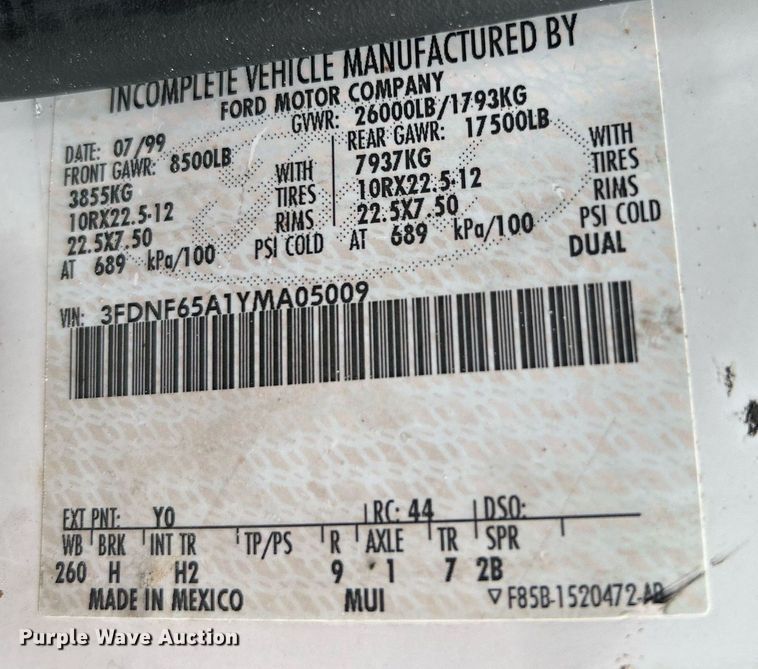 INCOMPLETE VEHICLE MANUFACTURED BY
FORD MOTOR COMPANY
DATE: 07/99 GVWR: 26000LB/1793KG
FRONT GAWR: 8500LB REAR GAWR: 17500LB
3855KG WITH 7937KG WITH
10RX22.5-12 TIRES 10RX22.5-12 TIRES
22.5X7.50 RIMS 22.5X7.50 RIMS
AT 689 kPa/100 PSI COLD AT 689 kPa/100 PSI COLD
DUAL
VIN: 3FDNF65A1YMA05009
EXT PNT: YO RC: 44 DSO:
WB BRK INT TR TP/PS R AXLE TR SPR
260 H H2 9 1 7 2B
MADE IN MEXICO MUI F85B-1520472-AB
Purple Wave Auction